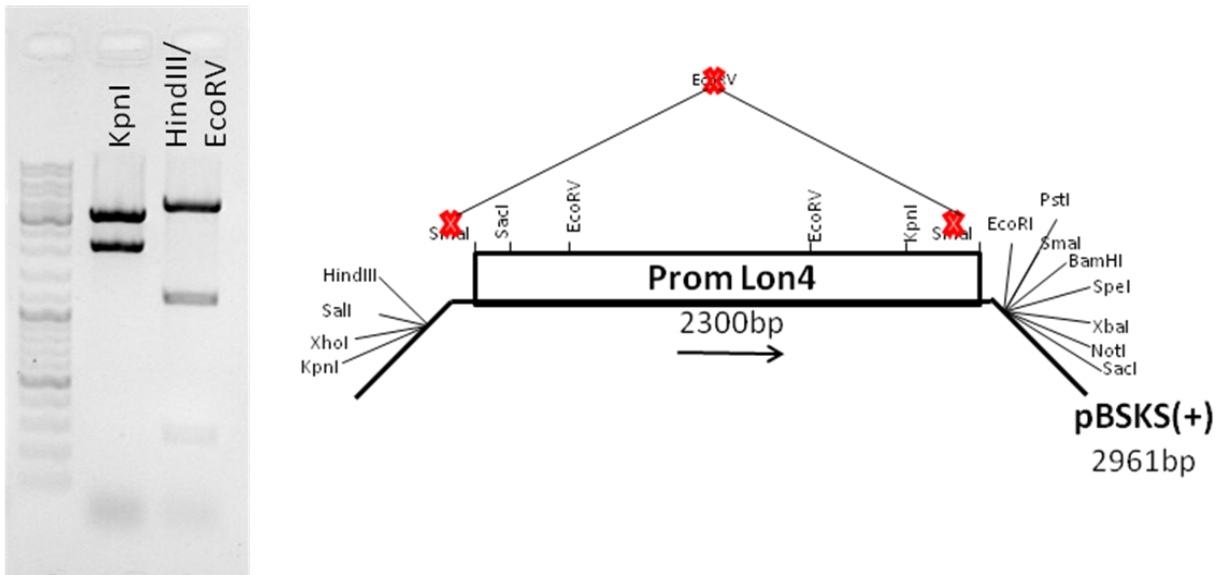 KpnI
HindIII/
EcoRV
EcoRV
SmaI
SacI
EcoRV
EcoRV
KpnI
SmaI
Prom Lon4
2300bp
HindIII
SalI
XhoI
KpnI
EcoRI
PstI
SmaI
BamHI
SpeI
XbaI
NotI
SacI
pBSKS(+)
2961bp